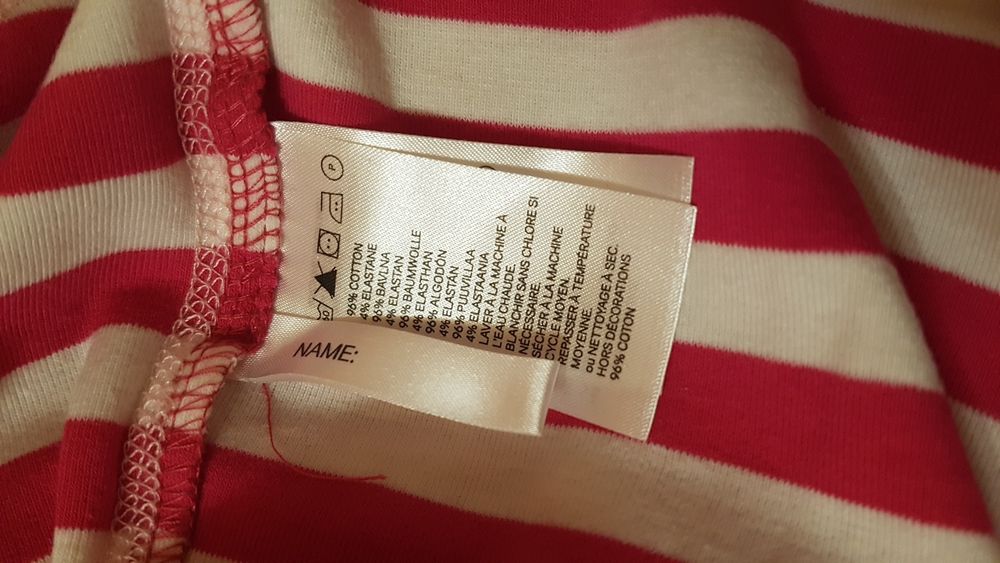 P
96% COTTON
4% ELASTANE
96% BAVLNA
4% ELASTAN
96% BAUMWOLLE
4% ELASTHAN
96% ALGODÓN
4% ELASTAN
96% PUUVILLAA
4% ELASTAANIA
LAVER À LA MACHINE À
L'EAU CHAUDE.
BLANCHIR SANS CHLORE SI
NÉCESSAIRE.
SÉCHER À LA MACHINE
CYCLE MOYEN.
REPASSER À TEMPÉRATURE
MOYENNE.
OU NETTOYAGE À SEC.
HORS DÉCORATIONS
96% COTON
NAME: